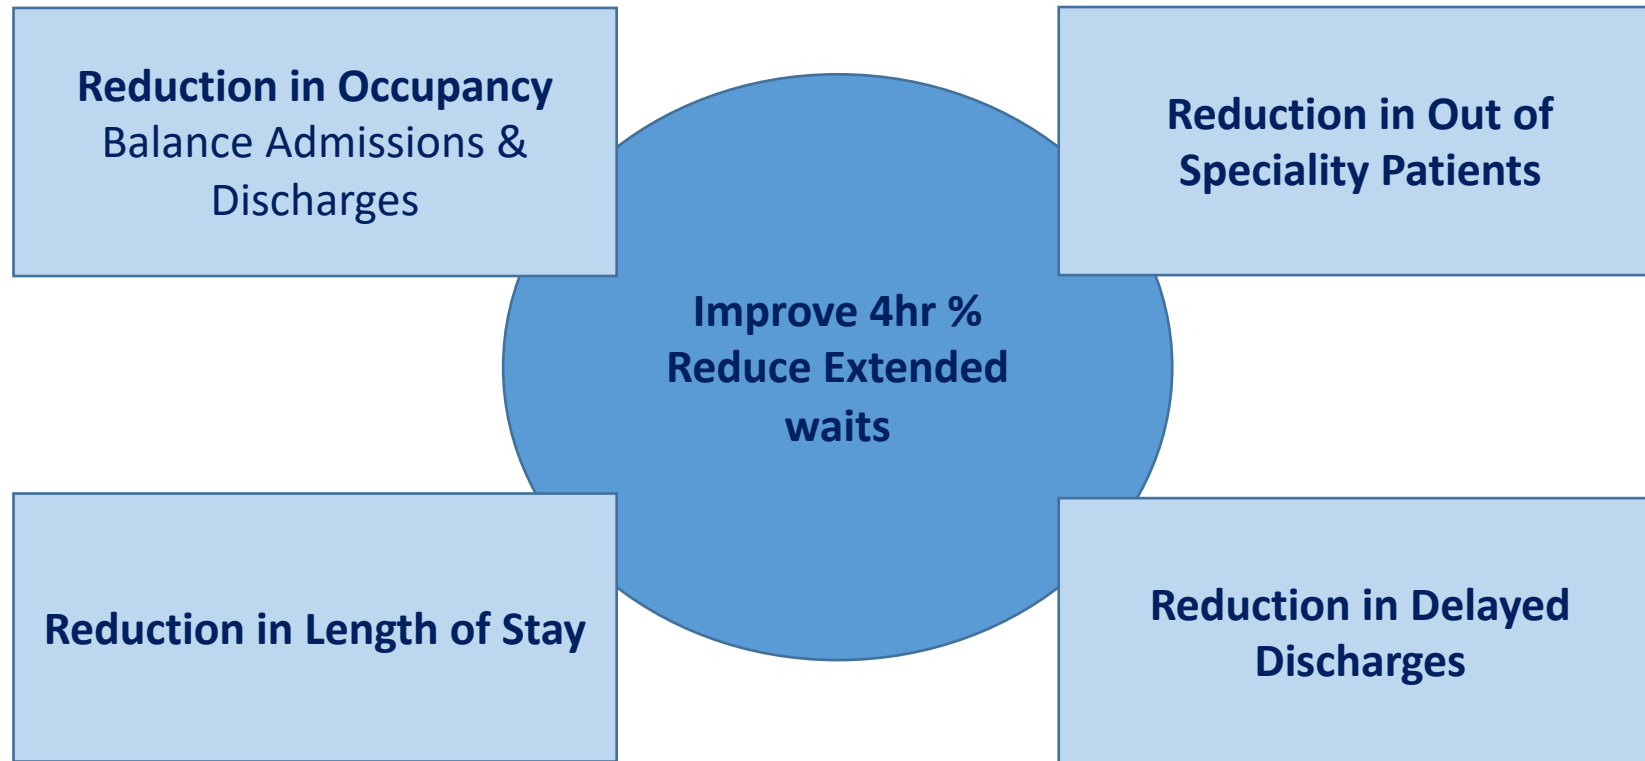 Reduction in Occupancy
Balance Admissions &
Discharges
Reduction in Out of
Speciality Patients
Improve 4hr %
Reduce Extended
waits
Reduction in Length of Stay
Reduction in Delayed
Discharges